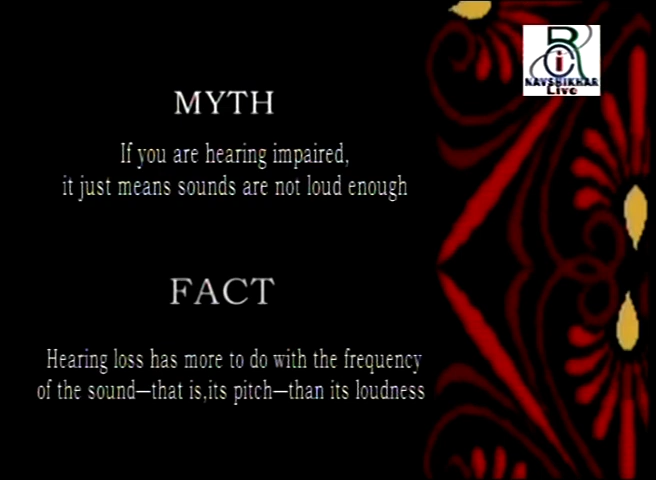 NAVSHIKHAR
Live
MYTH
If you are hearing impaired,
it just means sounds are not loud enough
FACT
Hearing loss has more to do with the frequency
of the sound—that is,its pitch—than its loudness